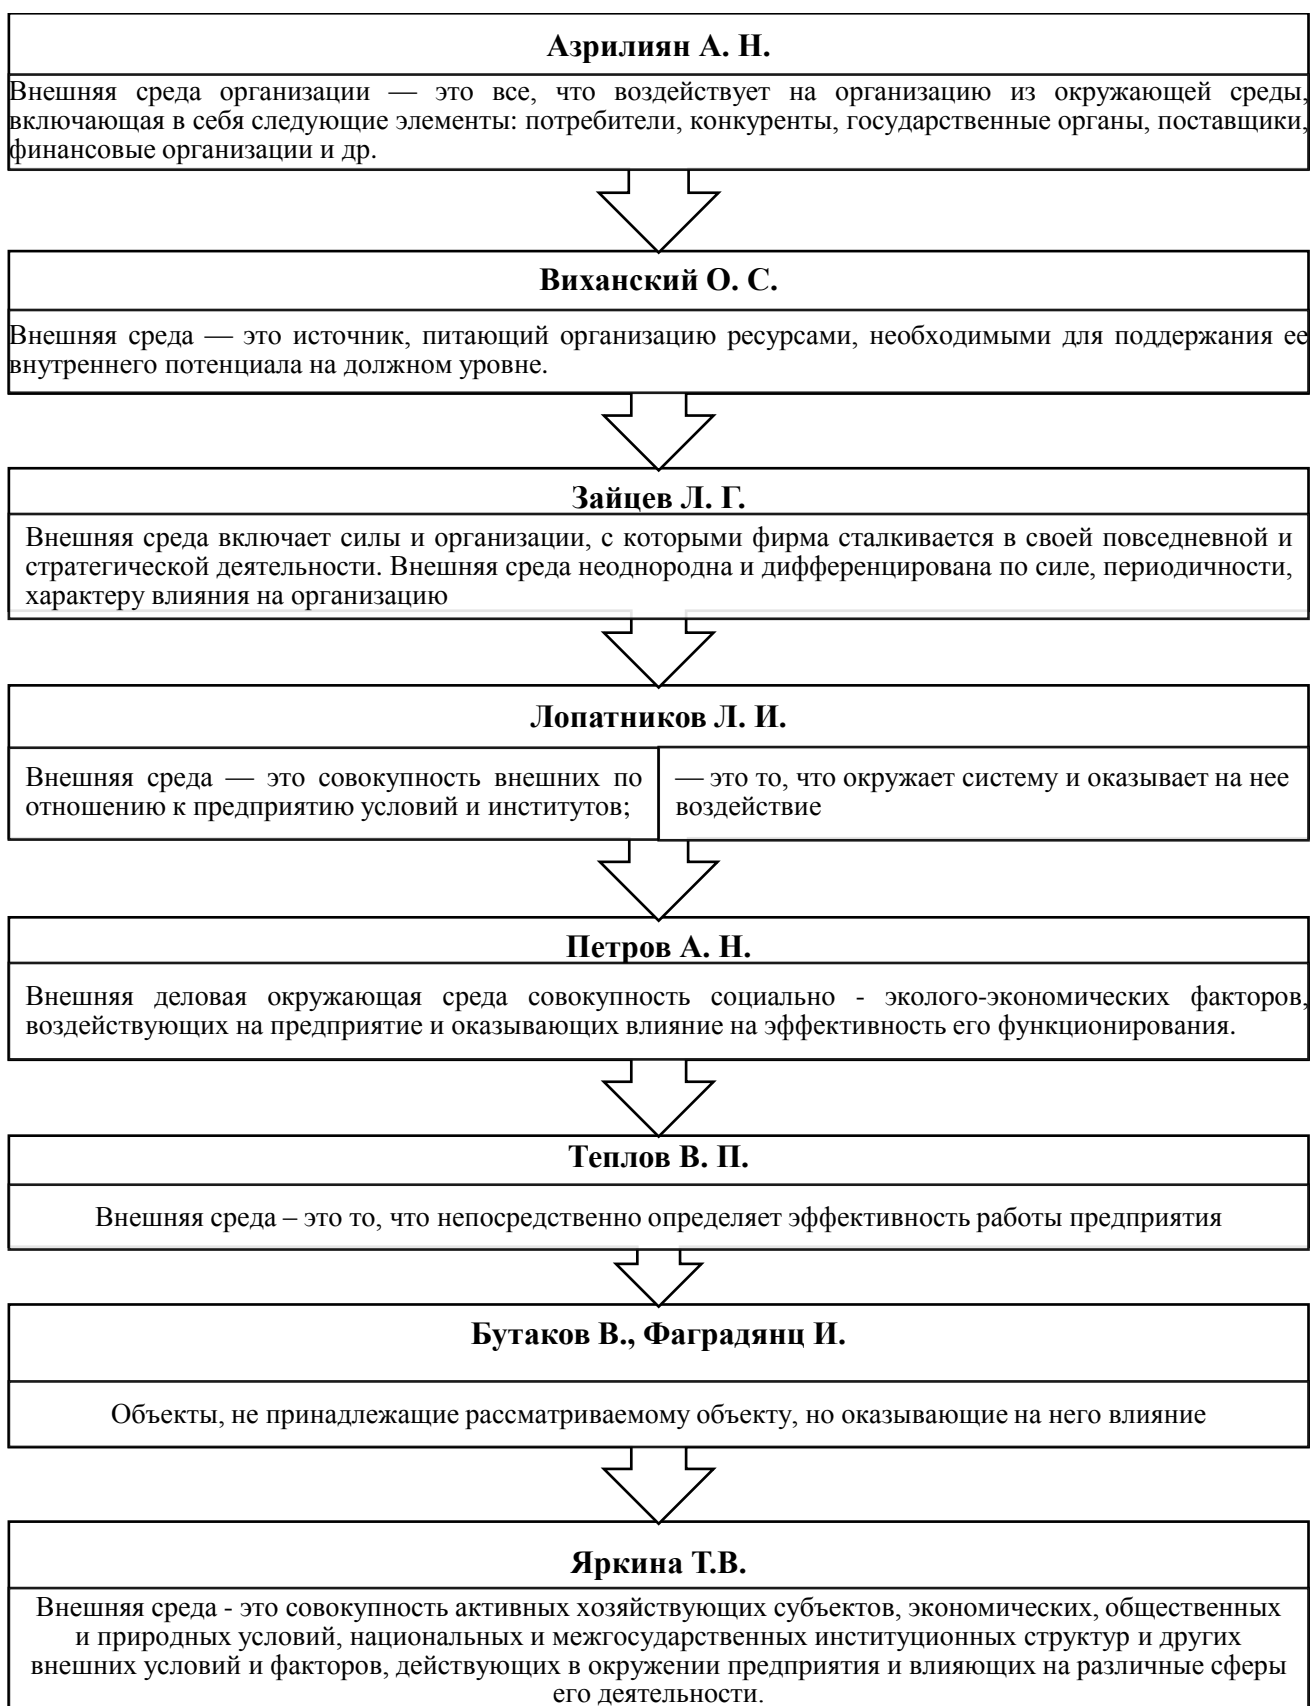 Азрилиян А. Н.
Внешняя среда организации — это все, что воздействует на организацию из окружающей среды,
включающая в себя следующие элементы: потребители, конкуренты, государственные органы, поставщики,
финансовые организации и др.
Виханский О. С.
Внешняя среда — это источник, питающий организацию ресурсами, необходимыми для поддержания ее
внутреннего потенциала на должном уровне.
Зайцев Л. Г.
Внешняя среда включает силы и организации, с которыми фирма сталкивается в своей повседневной и
стратегической деятельности. Внешняя среда неоднородна и дифференцирована по силе, периодичности,
характеру влияния на организацию
Лопатников Л. И.
Внешняя среда — это совокупность внешних по
отношению к предприятию условий и институтов;
— это то, что окружает систему и оказывает на нее
воздействие
Петров А. Н.
Внешняя деловая окружающая среда совокупность социально - эколого-экономических факторов,
воздействующих на предприятие и оказывающих влияние на эффективность его функционирования.
Теплов В. П.
Внешняя среда – это то, что непосредственно определяет эффективность работы предприятия
Бутаков В., Фаградянц И.
Объекты, не принадлежащие рассматриваемому объекту, но оказывающие на него влияние
Яркина Т.В.
Внешняя среда - это совокупность активных хозяйствующих субъектов, экономических, общественных
и природных условий, национальных и межгосударственных институционных структур и других
внешних условий и факторов, действующих в окружении предприятия и влияющих на различные сферы
его деятельности.